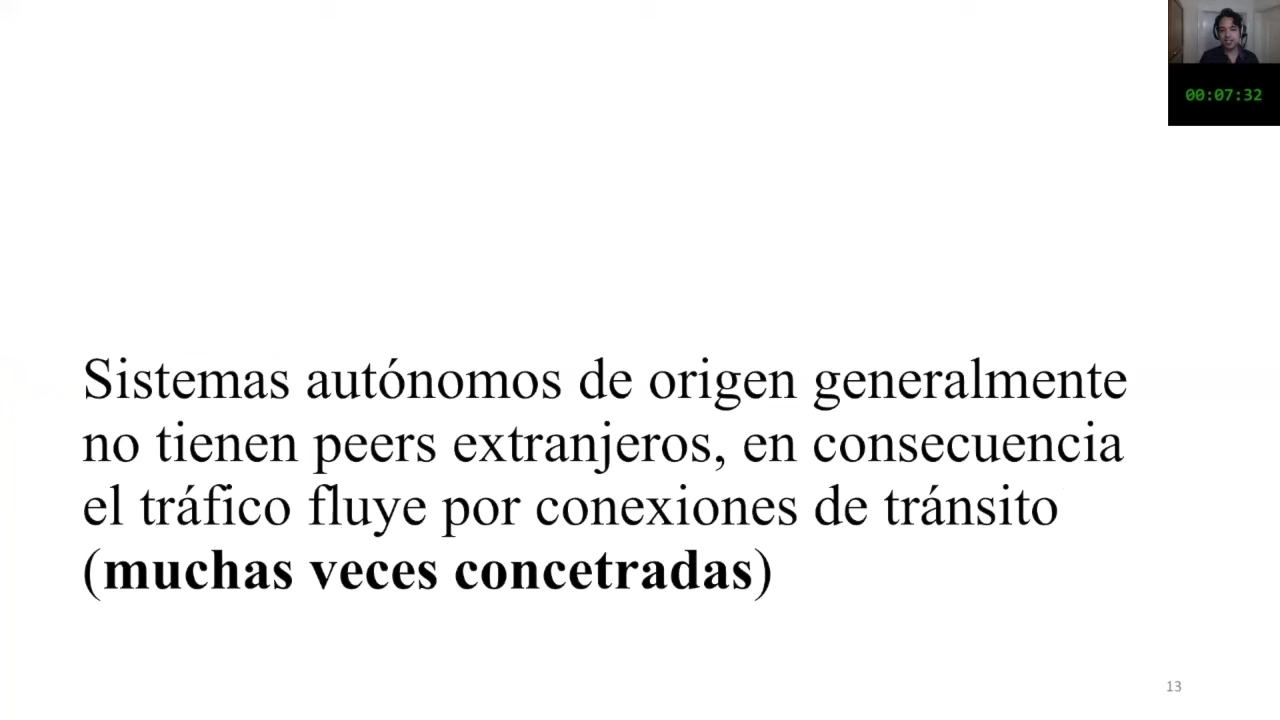 00:07:32
Sistemas autónomos de origen generalmente
no tienen peers extranjeros, en consecuencia
el tráfico fluye por conexiones de tránsito
(muchas veces concetradas)
13